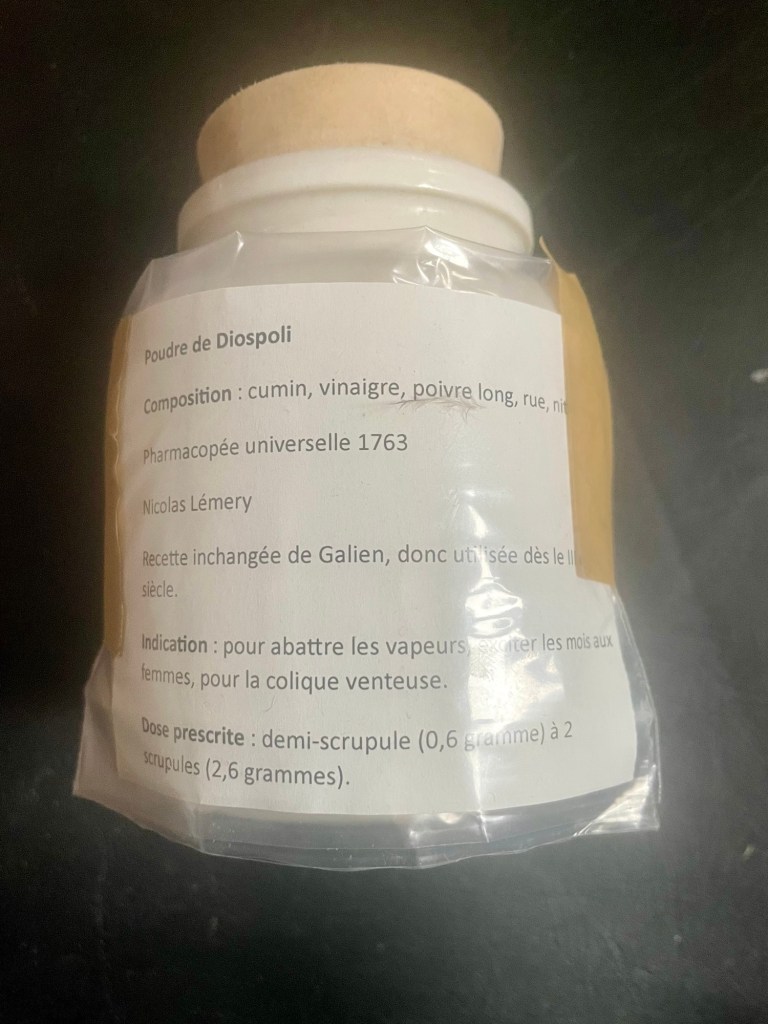 Poudre de Diospoli
Composition : cumin, vinaigre, poivre long, rue,
Pharmacopée universelle 1763
Nicolas Lémery
Recette inchangée de Galien, donc utilisée dès le
siècle.
Indication : pour abattre les vapeurs, exciter les mois aux
femmes, pour la colique venteuse.
Dose prescrite : demi-scrupule (0,6 gramme) à 2
scrupules (2,6 grammes).